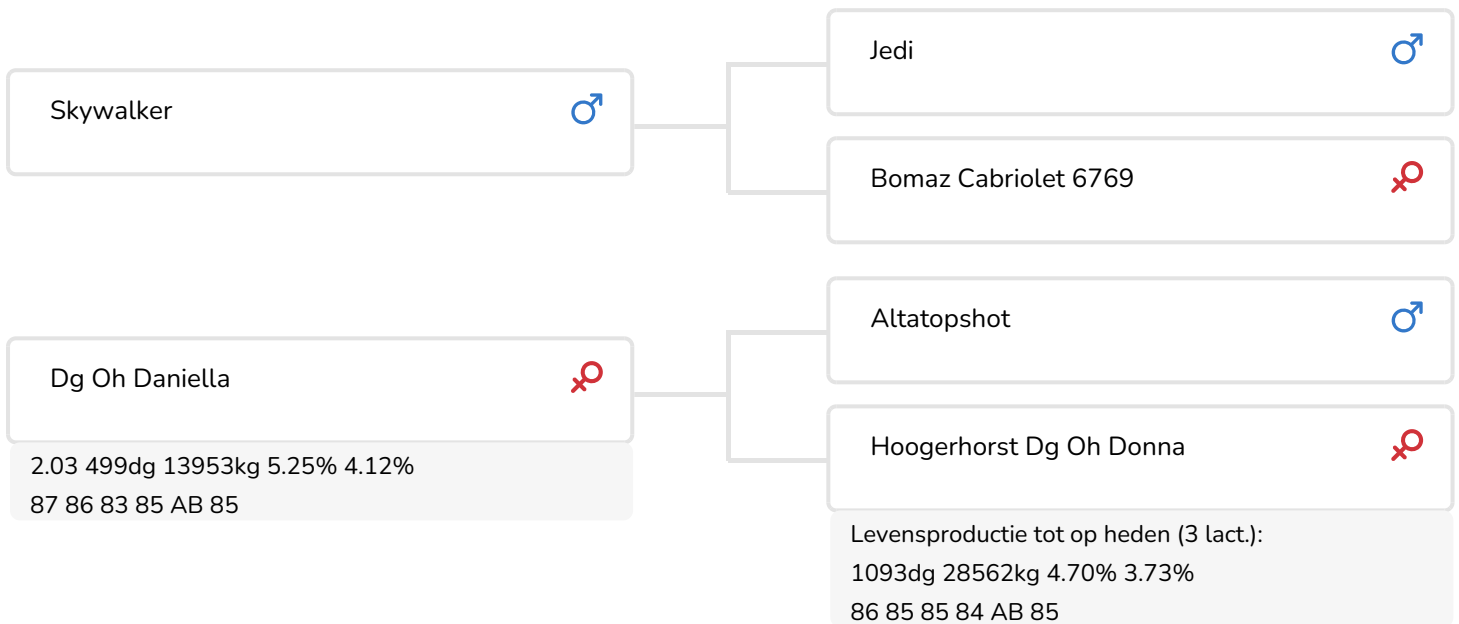 Jedi
Skywalker
Bomaz Cabriolet 6769
Altatopshot
Dg Oh Daniella
2.03 499dg 13953kg 5.25% 4.12%
87 86 83 85 AB 85
Hoogerhorst Dg Oh Donna
Levensproductie tot op heden (3 lact.):
1093dg 28562kg 4.70% 3.73%
86 85 85 84 AB 85